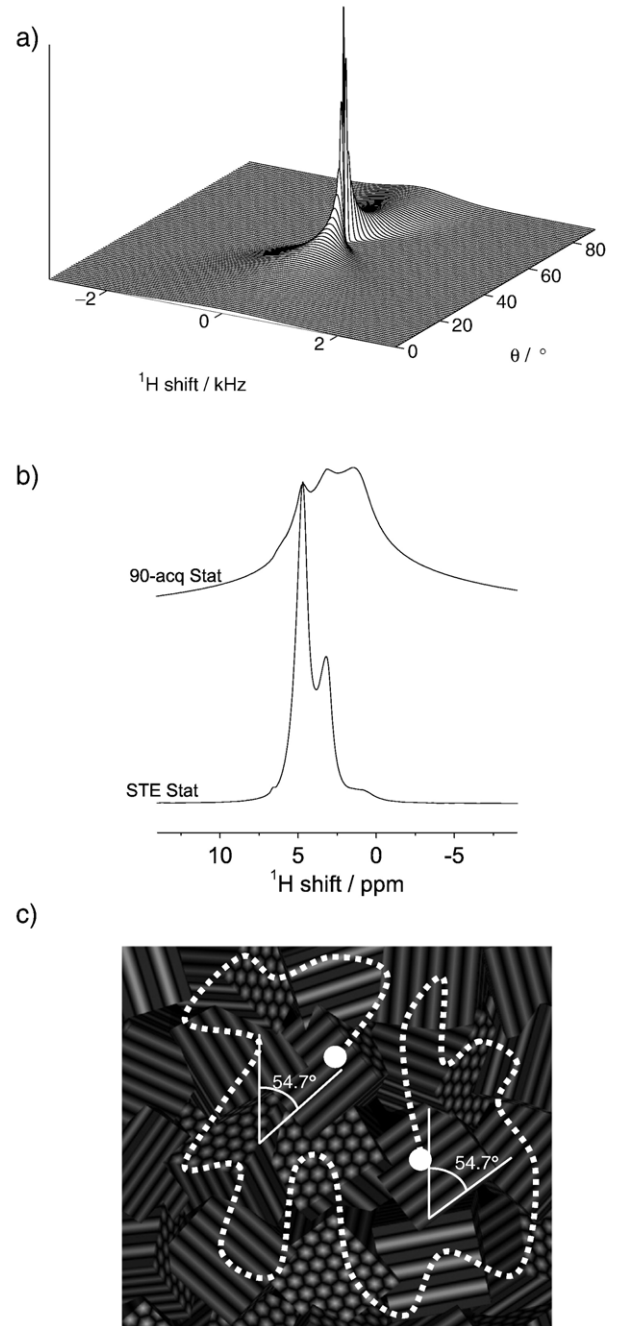 a)
−2
0
2
0
20
40
60
80
θ / °
¹H shift / kHz
b)
90-acq Stat
STE Stat
10
5
0
-5
¹H shift / ppm
c)
54.7°
54.7°